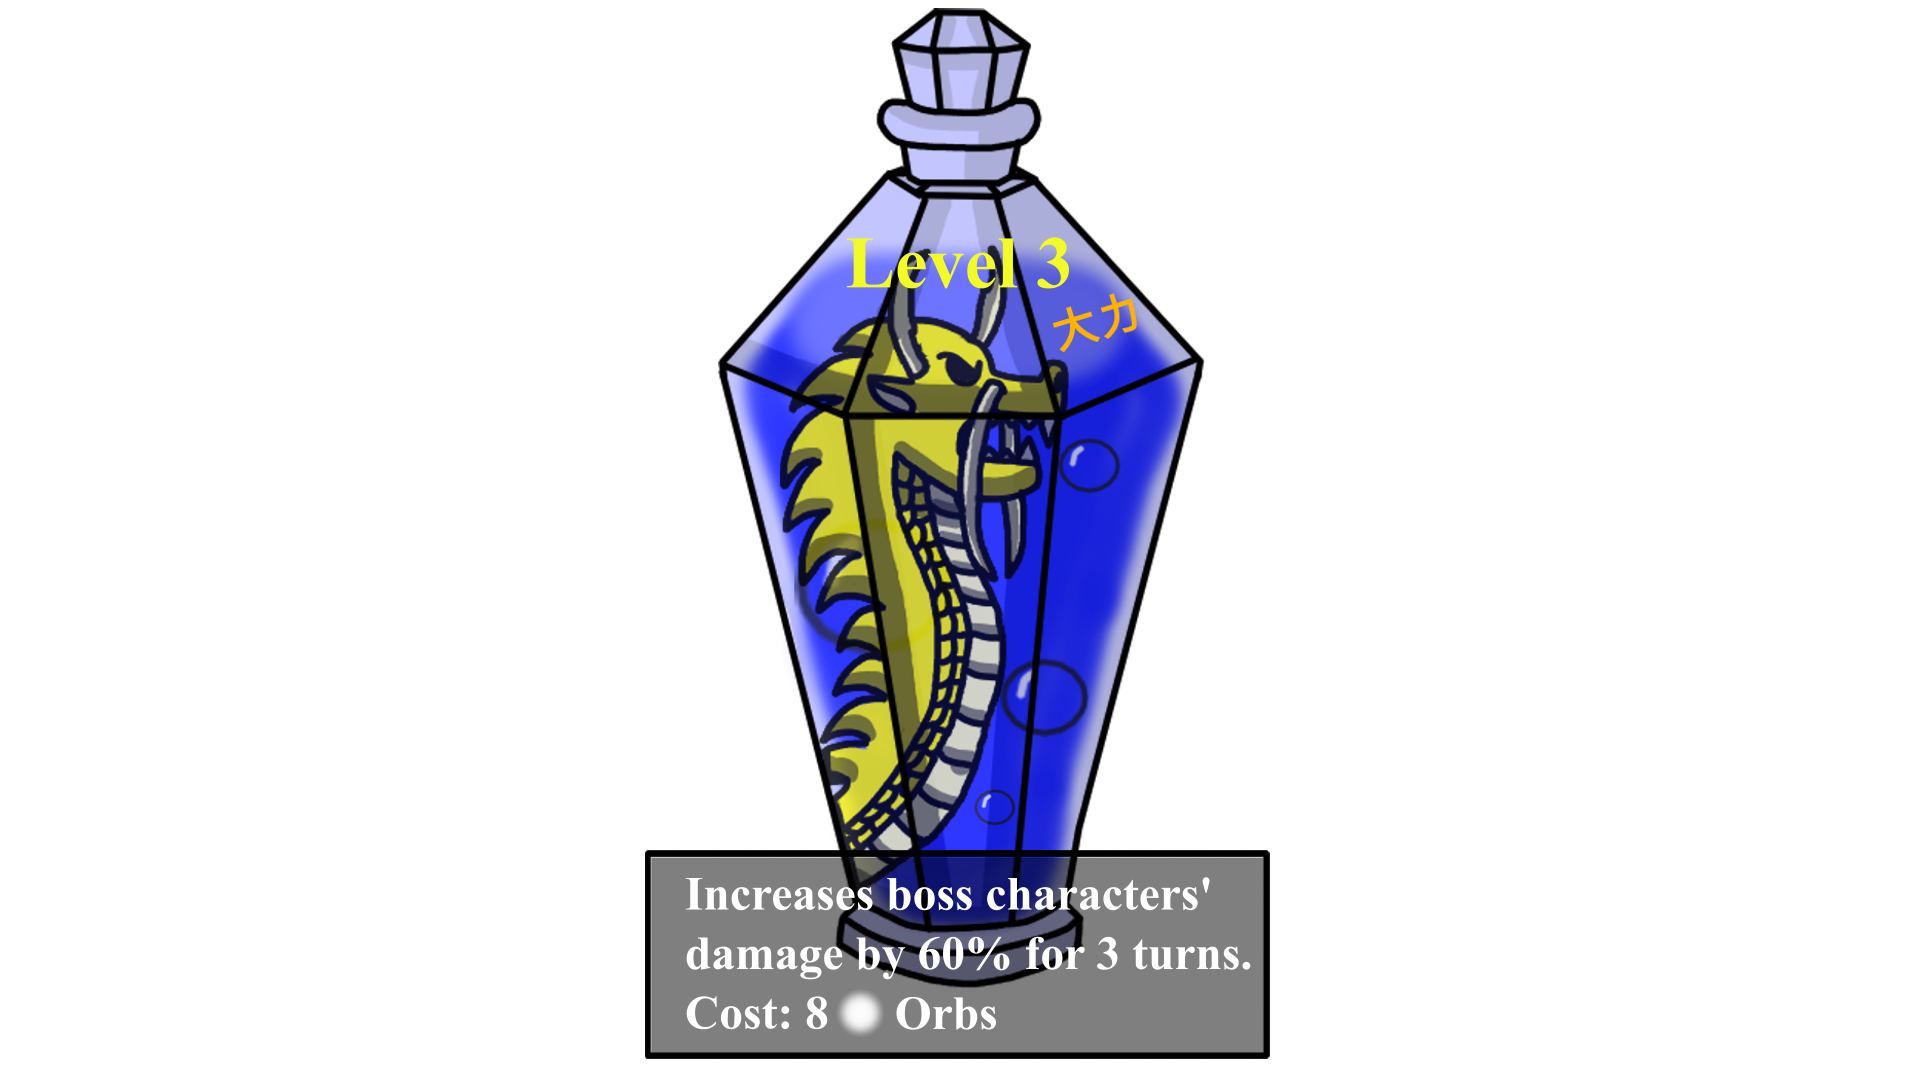 Level 3
大力
Increases boss characters'
damage by 60% for 3 turns.
Cost: 8 Orbs